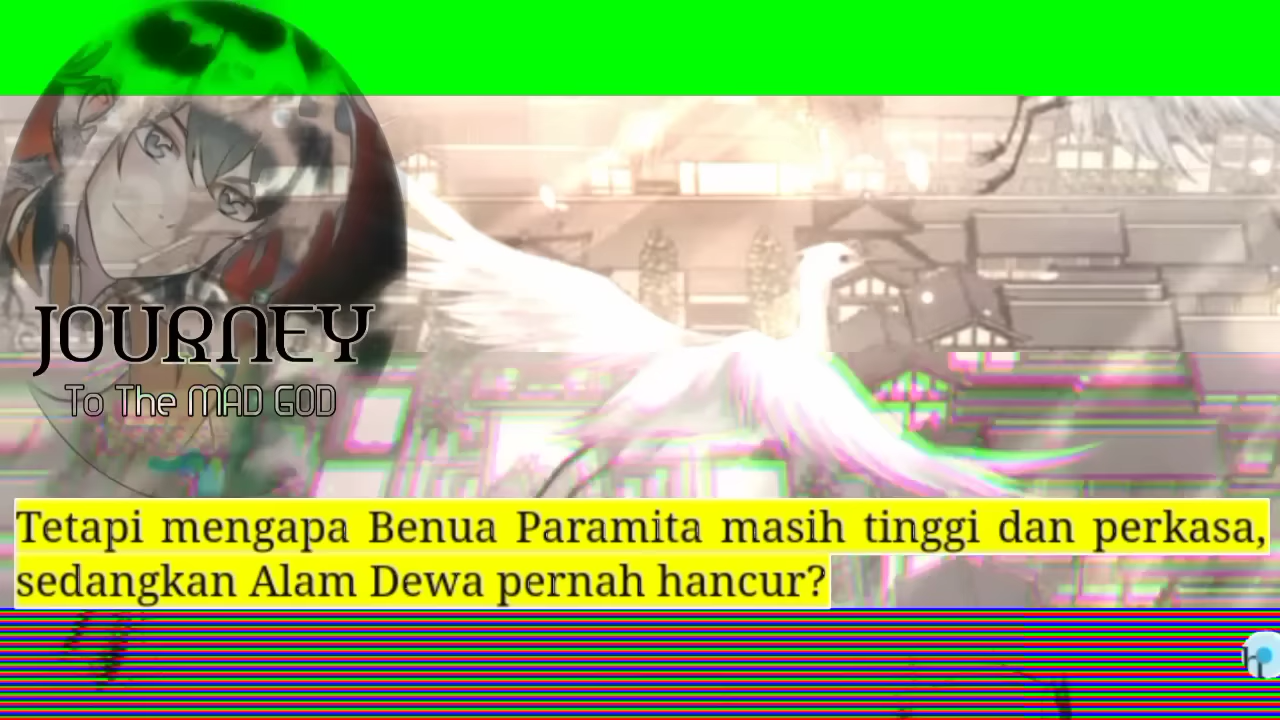 JOURNEY
To The MAD GOD
Tetapi mengapa Benua Paramita masih tinggi dan perkasa,
sedangkan Alam Dewa pernah hancur?